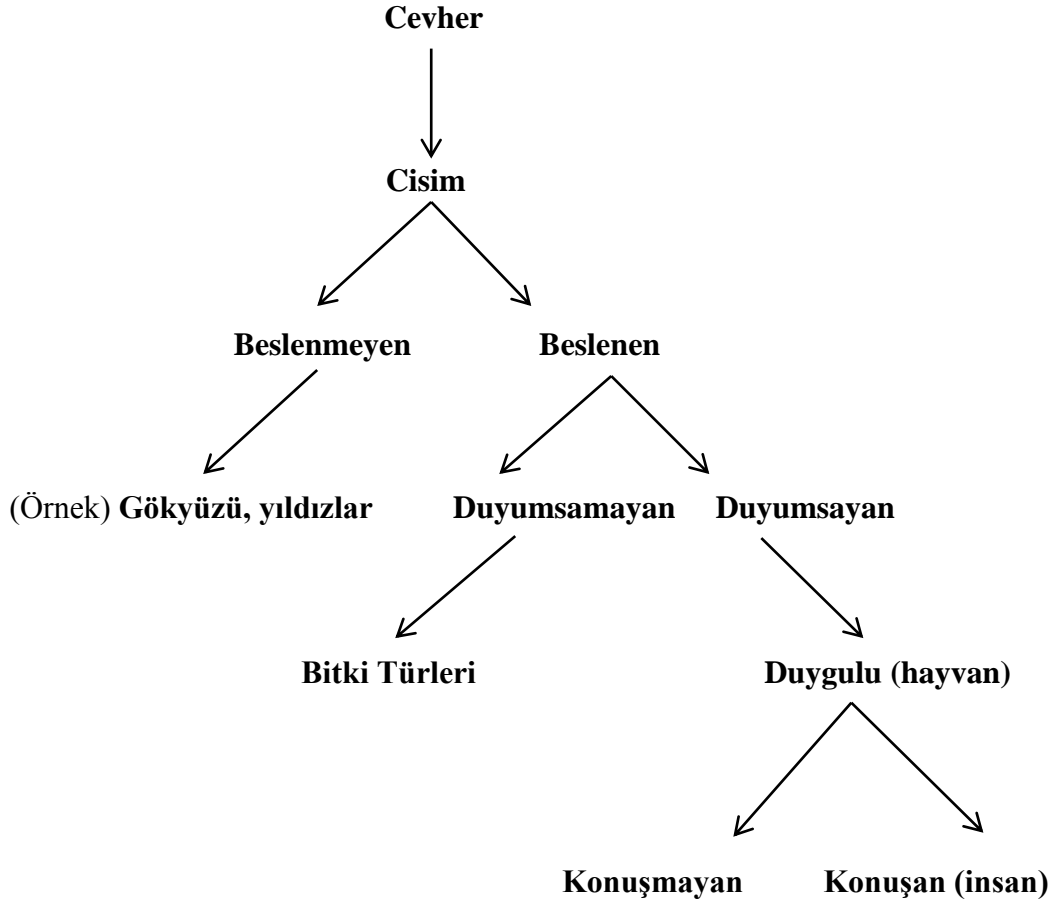 Cevher
Cisim
Beslenmeyen Beslenen
(Örnek) Gökyüzü, yıldızlar Duyumsamayan Duyumsayan
Bitki Türleri Duygulu (hayvan)
Konuşmayan Konuşan (insan)